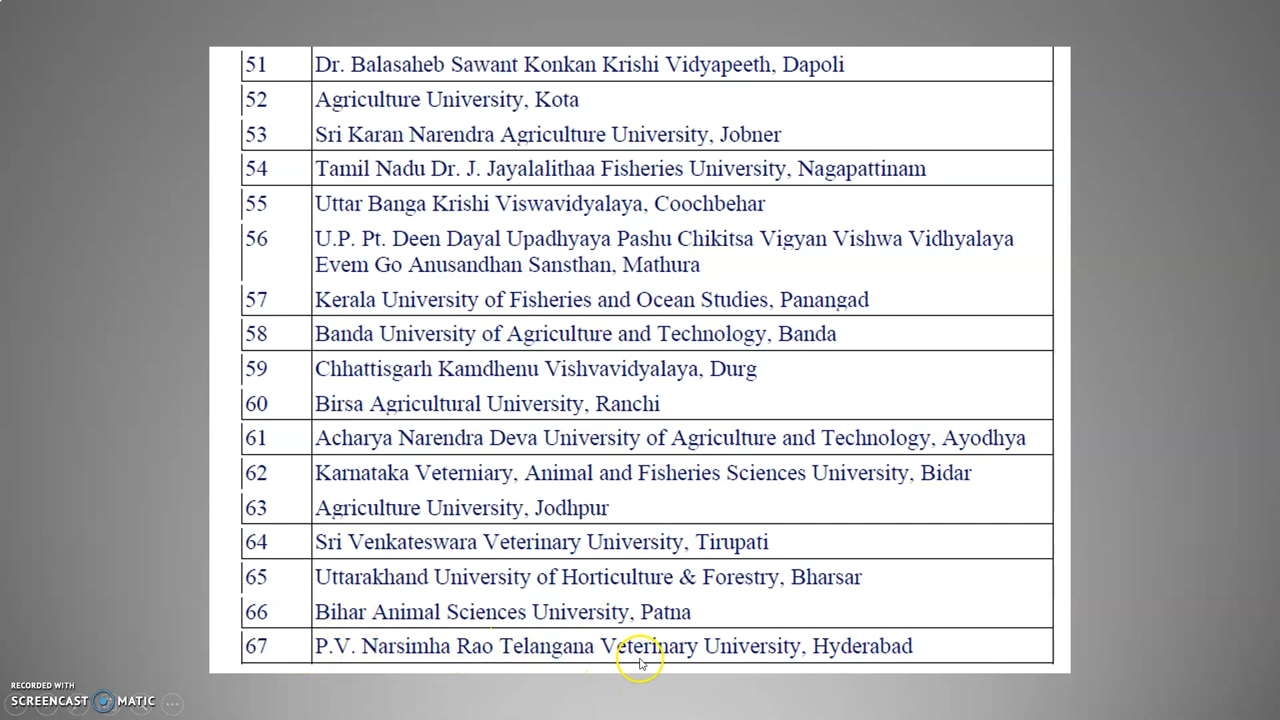 51 Dr. Balasaheb Sawant Konkan Krishi Vidyapeeth, Dapoli
52 Agriculture University, Kota
53 Sri Karan Narendra Agriculture University, Jobner
54 Tamil Nadu Dr. J. Jayalalithaa Fisheries University, Nagapattinam
55 Uttar Banga Krishi Viswavidyalaya, Coochbehar
56 U.P. Pt. Deen Dayal Upadhyaya Pashu Chikitsa Vigyan Vishwa Vidhyalaya
Evem Go Anusandhan Sansthan, Mathura
57 Kerala University of Fisheries and Ocean Studies, Panangad
58 Banda University of Agriculture and Technology, Banda
59 Chhattisgarh Kamdhenu Vishvavidyalaya, Durg
60 Birsa Agricultural University, Ranchi
61 Acharya Narendra Deva University of Agriculture and Technology, Ayodhya
62 Karnataka Veterniary, Animal and Fisheries Sciences University, Bidar
63 Agriculture University, Jodhpur
64 Sri Venkateswara Veterinary University, Tirupati
65 Uttarakhand University of Horticulture & Forestry, Bharsar
66 Bihar Animal Sciences University, Patna
67 P.V. Narsimha Rao Telangana Veterinary University, Hyderabad
RECORDED WITH
SCREENCAST MATIC